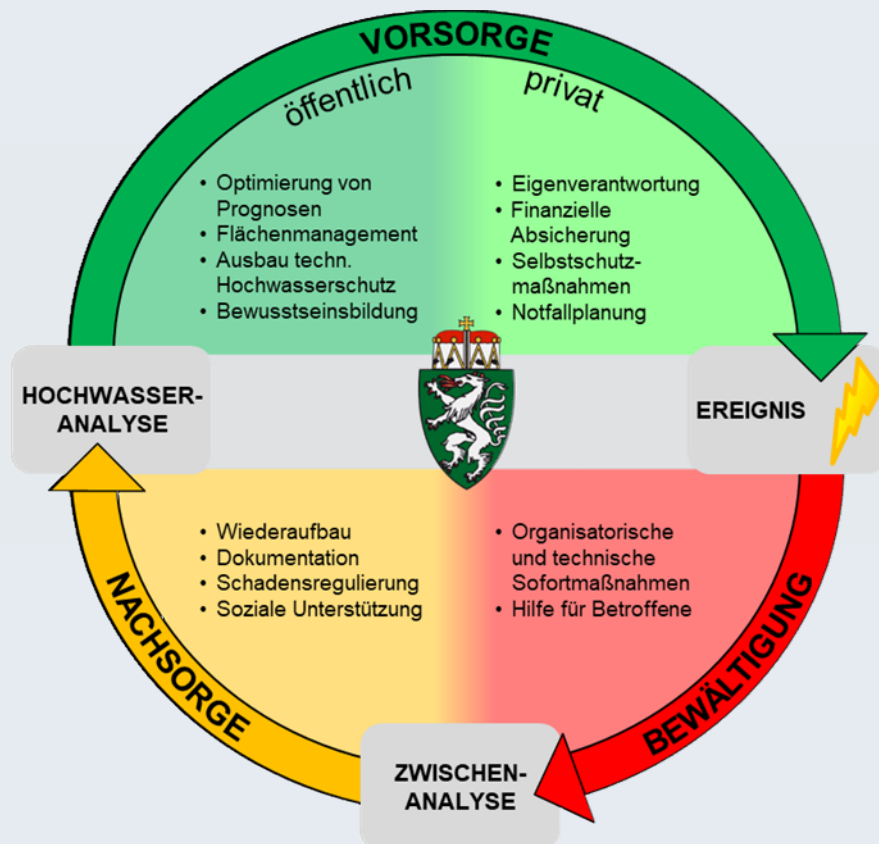 VORSORGE
öffentlich
privat
• Optimierung von
Prognosen
• Flächenmanagement
• Ausbau techn.
Hochwasserschutz
• Bewusstseinsbildung
• Eigenverantwortung
• Finanzielle
Absicherung
• Selbstschutz-
maßnahmen
• Notfallplanung
HOCHWASSER-
ANALYSE
EREIGNIS
• Wiederaufbau
• Dokumentation
• Schadensregulierung
• Soziale Unterstützung
• Organisatorische
und technische
Sofortmaßnahmen
• Hilfe für Betroffene
NACHSORGE
BEWÄLTIGUNG
ZWISCHEN-
ANALYSE